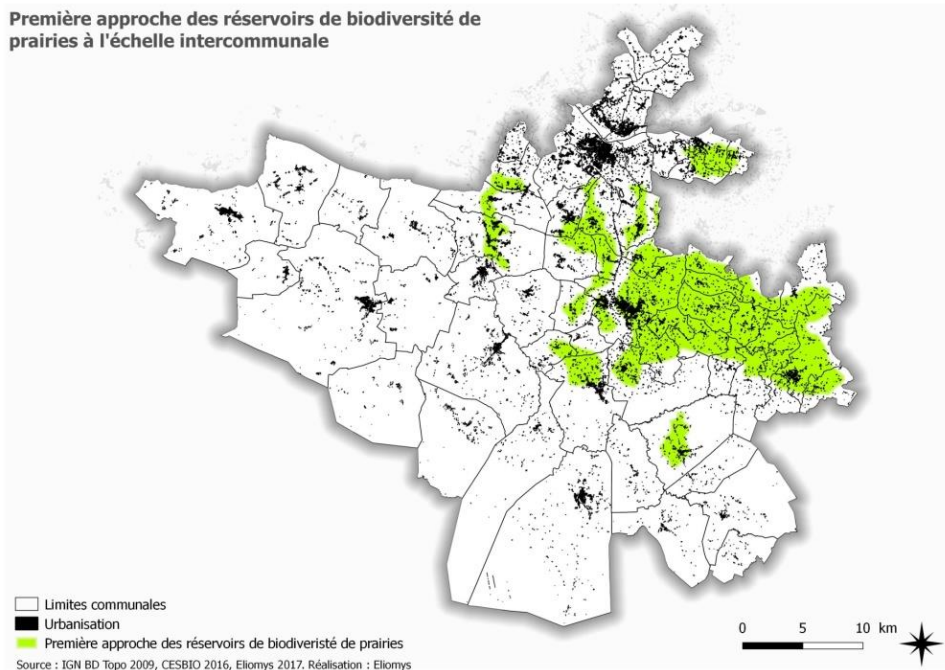 Première approche des réservoirs de biodiversité de
prairies à l'échelle intercommunale
Limites communales
Urbanisation
Première approche des réservoirs de biodiveristé de prairies
0 5 10 km
Source : IGN BD Topo 2009, CESBIO 2016, Eliomys 2017. Réalisation : Eliomys